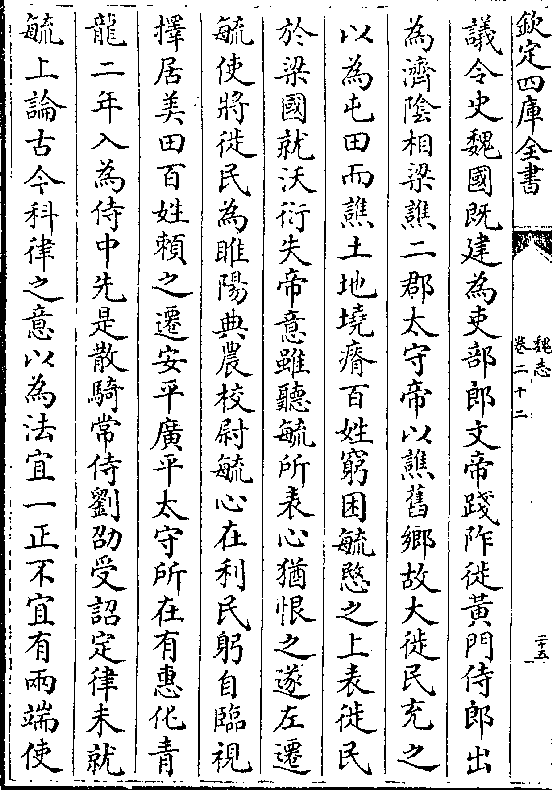 欽定四庫全書
魏志
卷二十二
二十五
議令史魏國既建為吏部郎文帝踐阼徙黃門侍郎出
為濟陰相梁譙二郡太守帝以譙舊鄉故大徙民充之
以為屯田而譙土地墝瘠百姓窮困毓愍之上表徙民
於梁國就沃衍失帝意雖聽毓所表心猶恨之遂左遷
毓使將徙民為睢陽典農校尉毓心在利民躬自臨視
擇居美田百姓賴之遷安平廣平太守所在有惠化青
龍二年入為侍中先是散騎常侍劉劭受詔定律未就
毓上論古今科律之意以為法宜一正不宜有兩端使